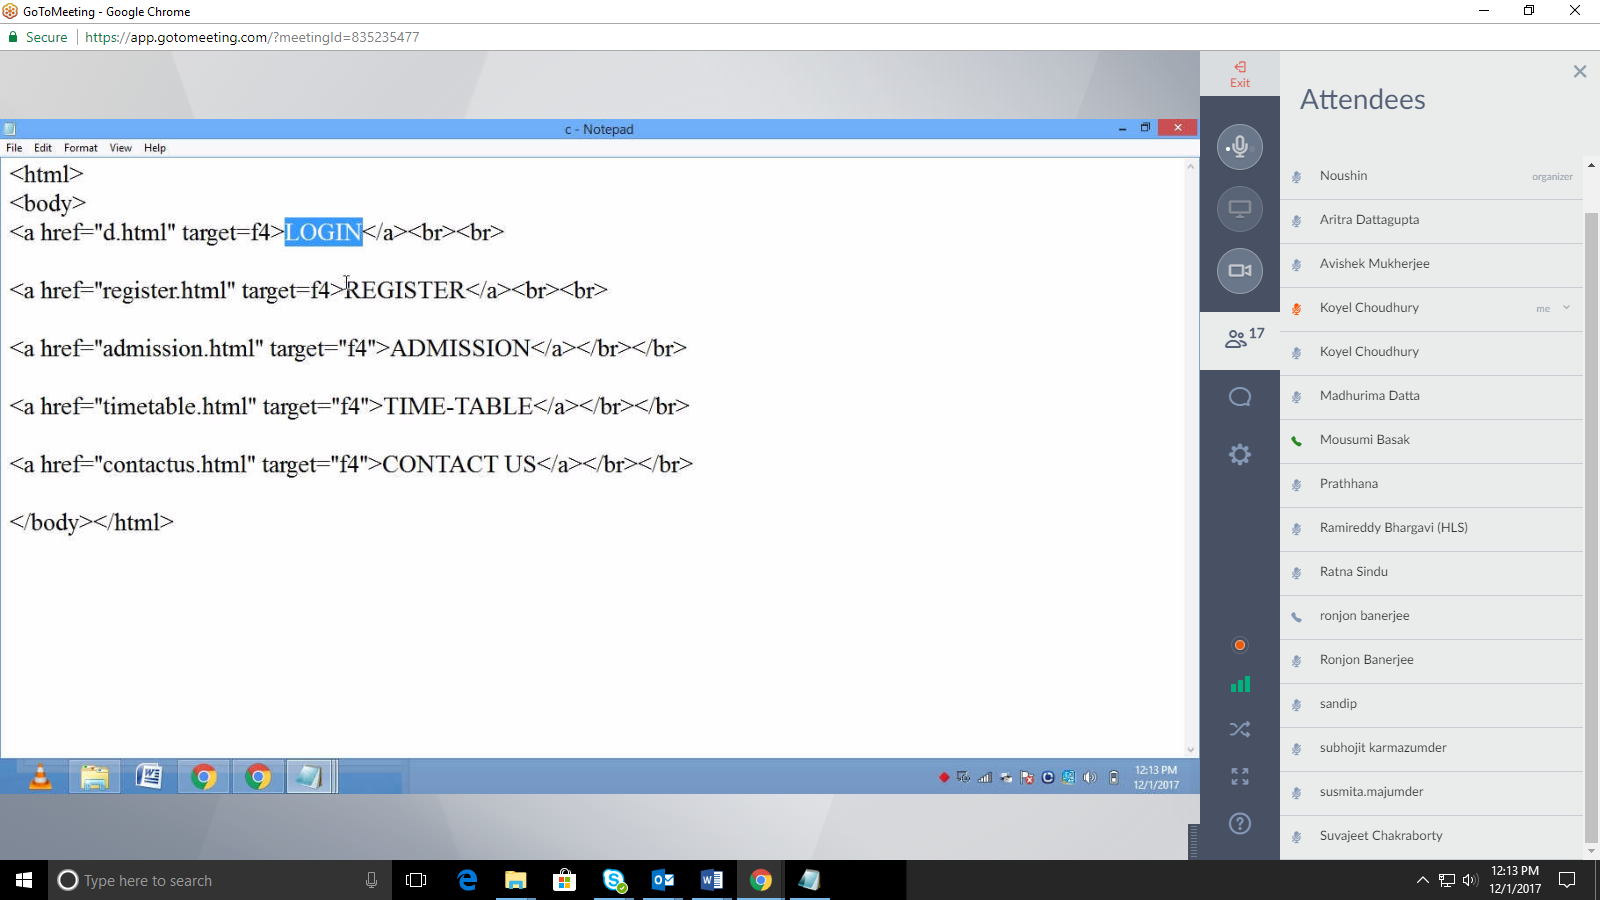 GoToMeeting - Google Chrome
Secure https://app.gotomeeting.com/?meetingId=835235477
Exit
Attendees
c - Notepad
File Edit Format View Help
<html>
<body>
<a href="d.html" target=f4>LOGIN</a><br><br>
<a href="register.html" target=f4>REGISTER</a><br><br>
<a href="admission.html" target="f4">ADMISSION</a></br></br>
<a href="timetable.html" target="f4">TIME-TABLE</a></br></br>
<a href="contactus.html" target="f4">CONTACT US</a></br></br>
</body></html>
17
Noushin organizer
Aritra Dattagupta
Avishek Mukherjee
Koyel Choudhury me
Koyel Choudhury
Madhurima Datta
Mousumi Basak
Prathhana
Ramireddy Bhargavi (HLS)
Ratna Sindu
ronjon banerjee
Ronjon Banerjee
sandip
subhojit karmazumder
susmita.majumder
Suvajeet Chakraborty
12:13 PM
12/1/2017
Type here to search
12:13 PM
12/1/2017